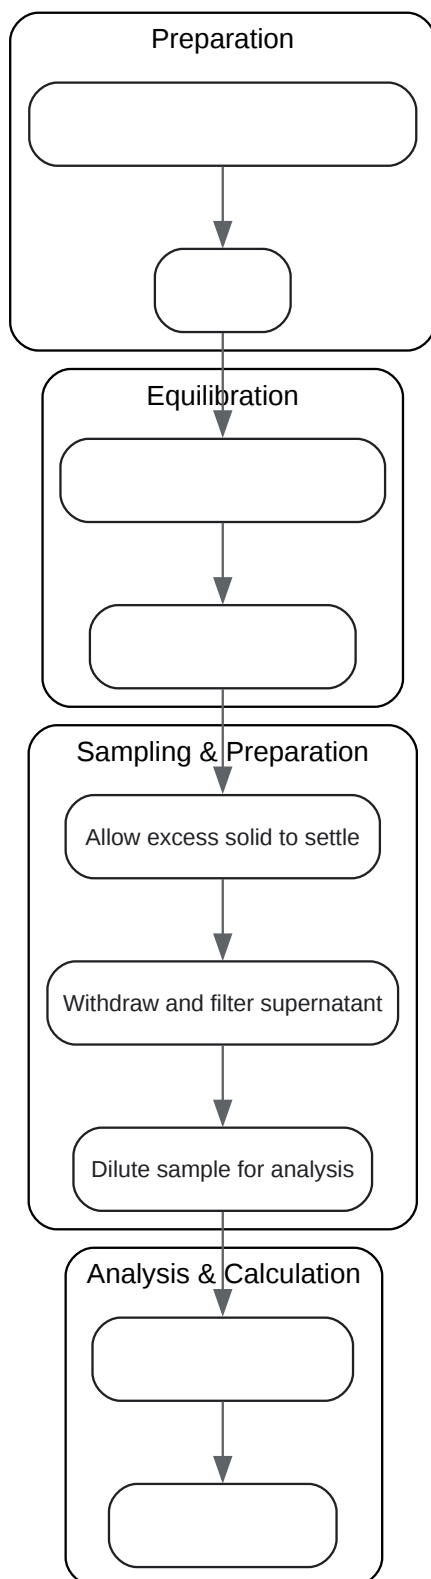 Preparation
Equilibration
Sampling & Preparation
Allow excess solid to settle
Withdraw and filter supernatant
Dilute sample for analysis
Analysis & Calculation